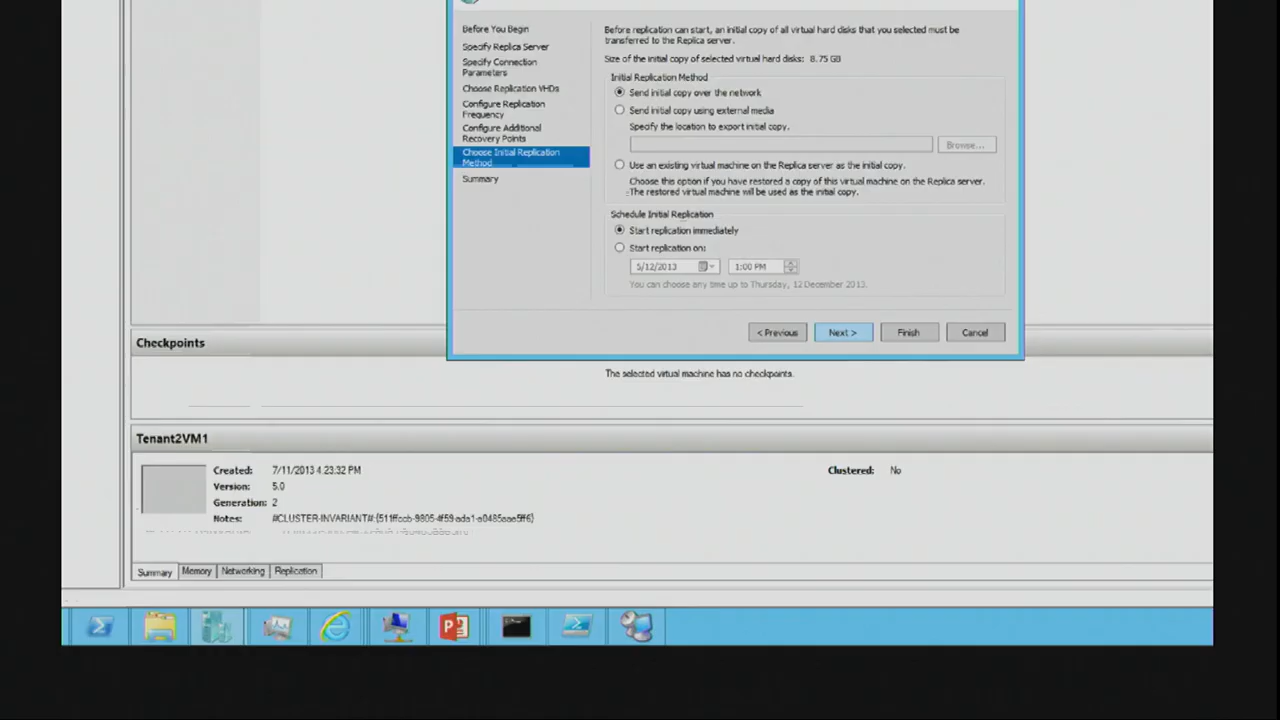 Before You Begin
Specify Replica Server
Specify Connection
Parameters
Choose Replication VHDs
Configure Replication
Frequency
Configure Additional
Recovery Points
Choose Initial Replication
Method
Summary
Before replication can start, an initial copy of all virtual hard disks that you selected must be
transferred to the Replica server.
Size of the initial copy of selected virtual hard disks: 8.75 GB
Initial Replication Method
Send initial copy over the network
Send initial copy using external media
Specify the location to export initial copy.
Browse...
Use an existing virtual machine on the Replica server as the initial copy.
Choose this option if you have restored a copy of this virtual machine on the Replica server.
The restored virtual machine will be used as the initial copy.
Schedule Initial Replication
Start replication immediately
Start replication on:
5/12/2013 1:00 PM
You can choose any time up to Thursday, 12 December 2013.
< Previous Next > Finish Cancel
Checkpoints
The selected virtual machine has no checkpoints.
Tenant2VM1
Created: 7/11/2013 4:23:32 PM Clustered: No
Version: 5.0
Generation: 2
Notes: #CLUSTER-INVARIANT#:
Summary Memory Networking Replication